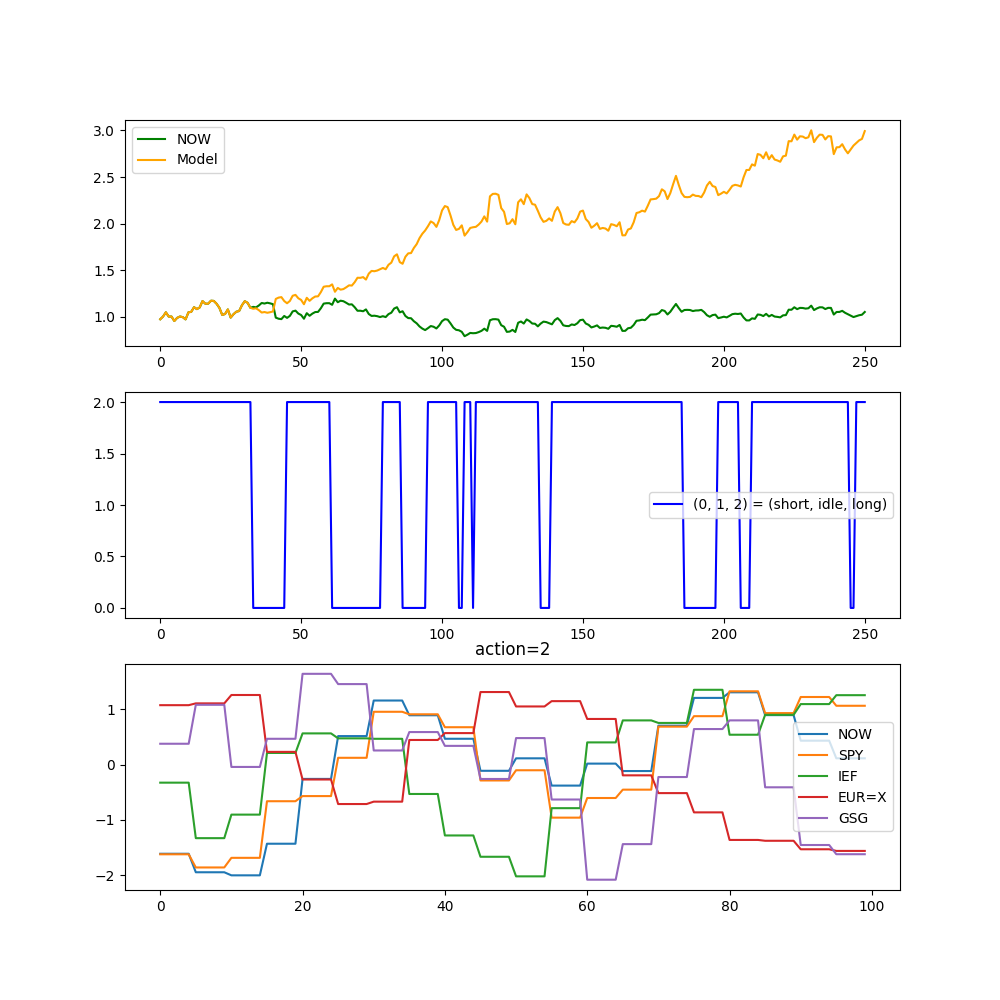 3.0
2.5
2.0
1.5
1.0
NOW
Model
0 50 100 150 200 250
2.0
1.5
1.0
0.5
0.0
(0, 1, 2) = (short, idle, long)
0 50 100 150 200 250
action=2
1
0
−1
−2
NOW
SPY
IEF
EUR=X
GSG
0 20 40 60 80 100